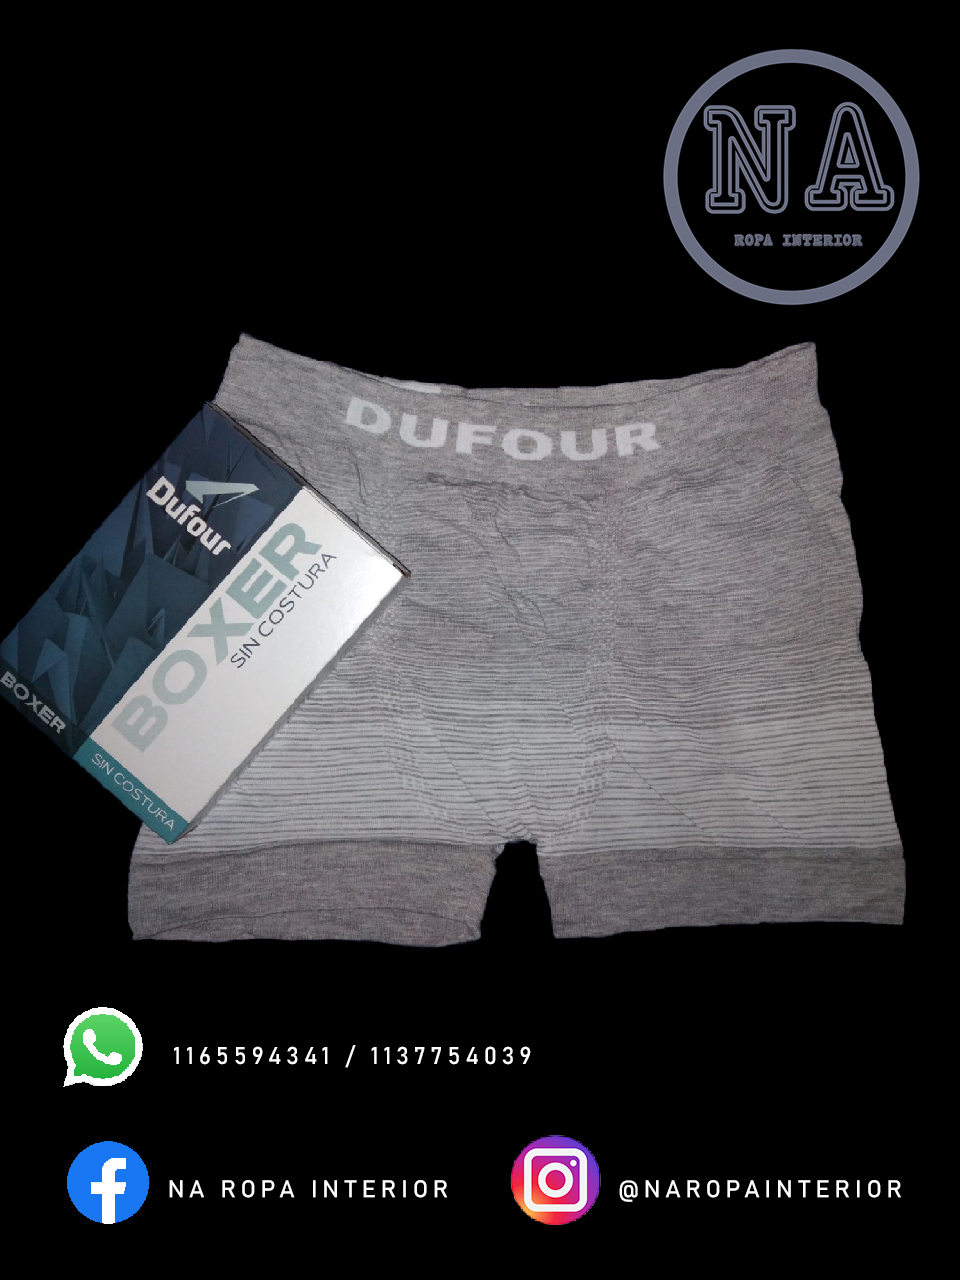 NA
ROPA INTERIOR
DUFOUR
Dufour
BOXER
SIN COSTURA
BOXER
SIN COSTURA
1165594341 / 1137754039
NA ROPA INTERIOR
@NAROPAINTERIOR